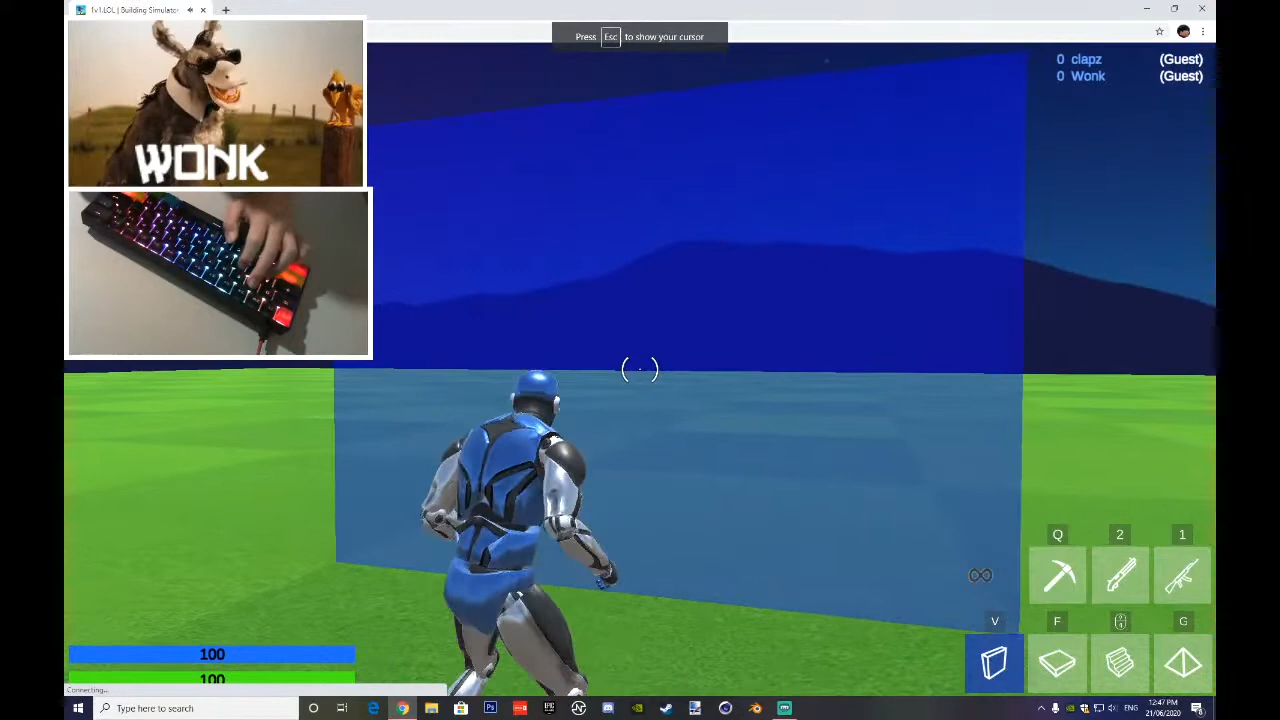 1v1.LOL | Building Simulator
Press Esc to show your cursor
0 clapz (Guest)
0 Wonk (Guest)
WONK
Q 2 1
∞
V F G
100
100
Connecting...
Type here to search
ENG
12:47 PM
21/06/2020